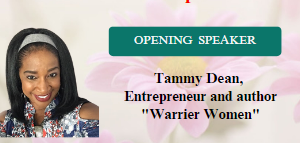 OPENING SPEAKER
Tammy Dean,
Entrepreneur and author
"Warrier Women"